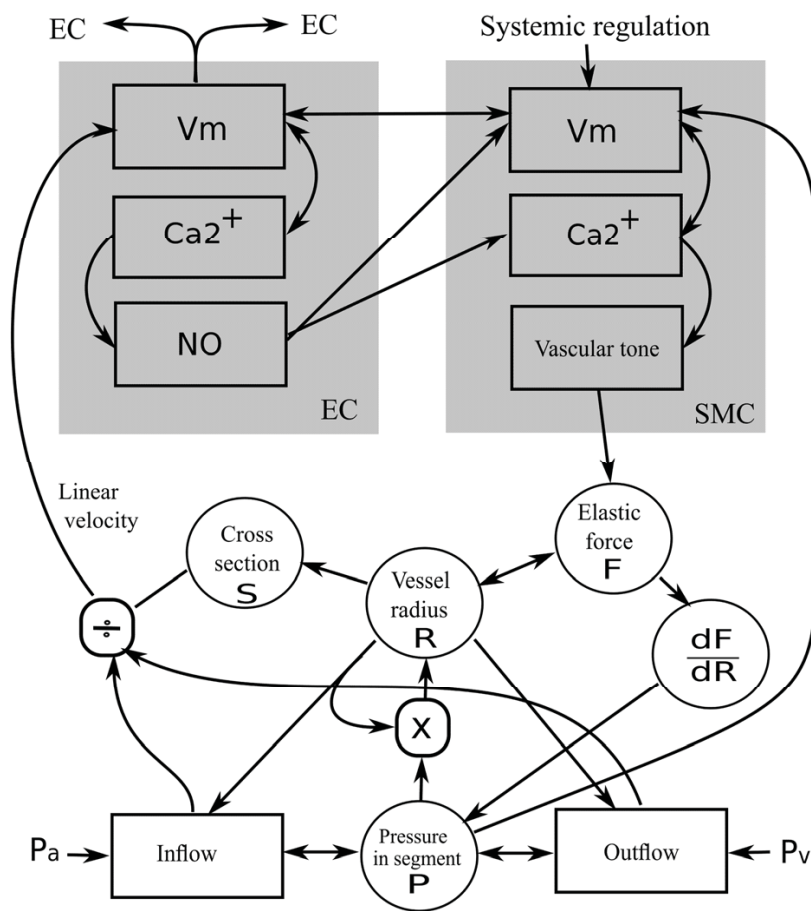 EC
EC
Systemic regulation
Vm
Vm
Ca2+
Ca2+
NO
Vascular tone
EC
SMC
Linear
velocity
Cross
section
S
Vessel
radius
R
Elastic
force
F
÷
dF
dR
X
Pa
Inflow
Pressure
in segment
P
Outflow
Pv